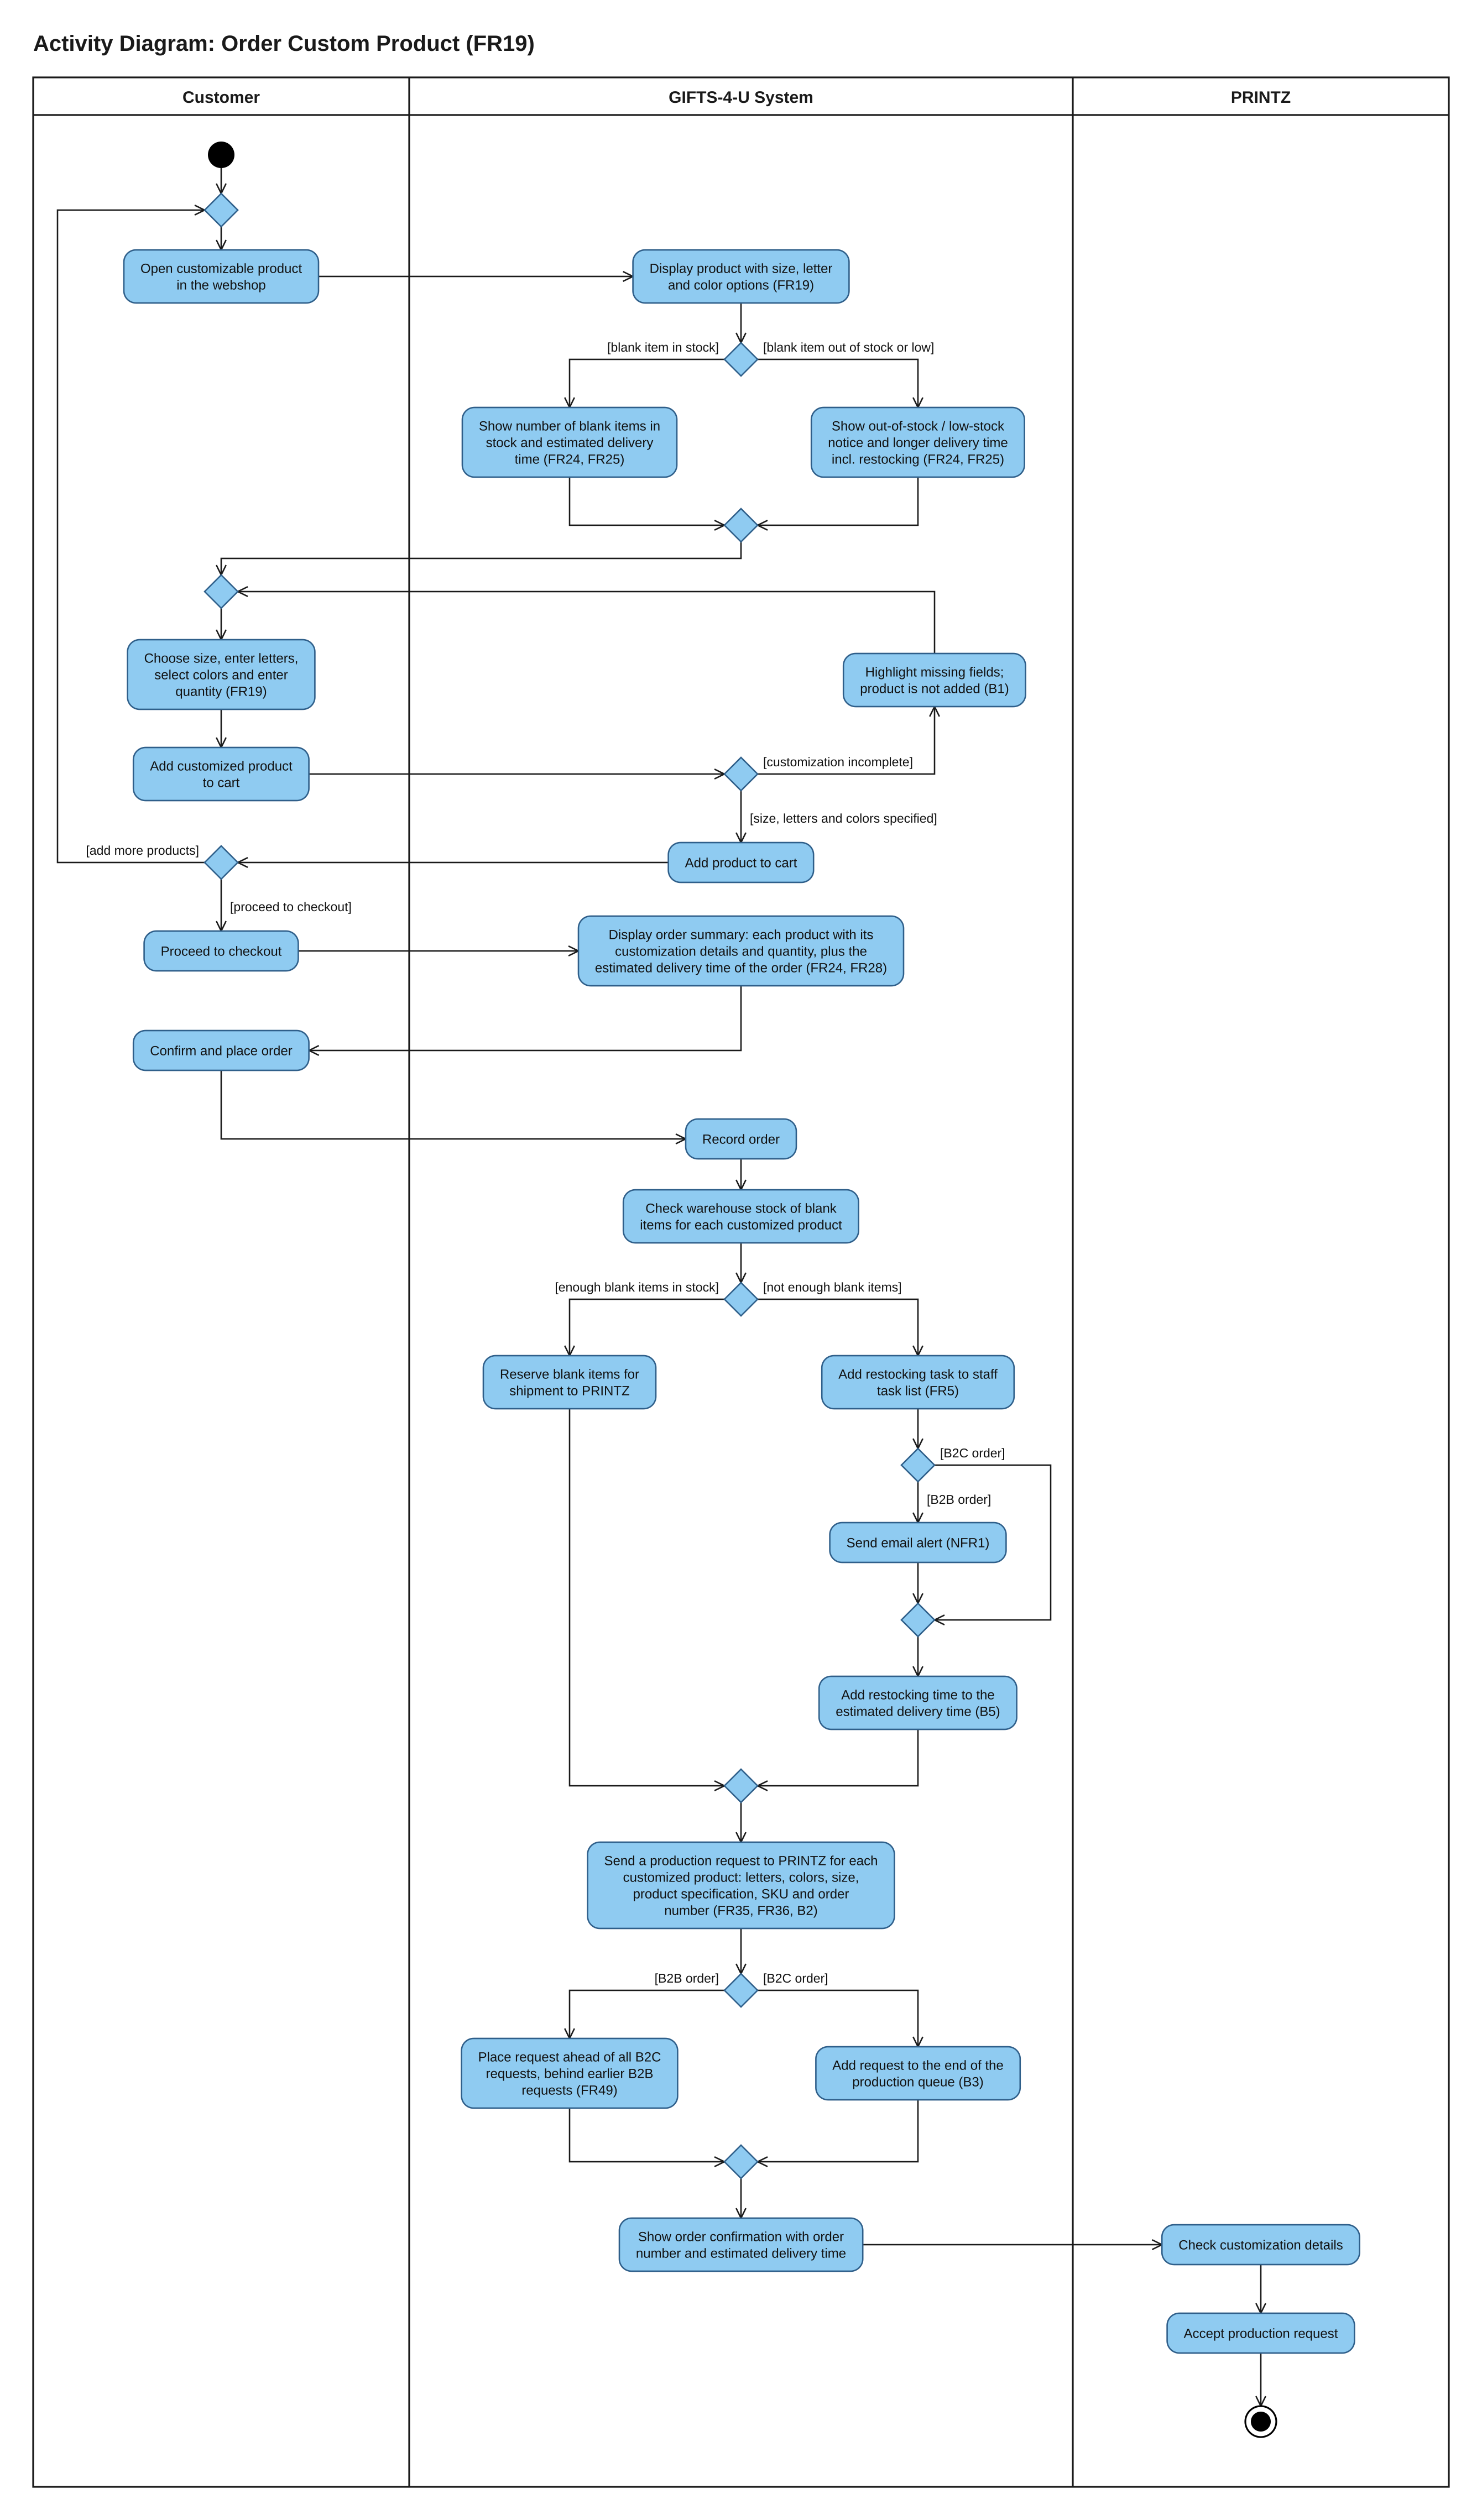 Activity Diagram: Order Custom Product (FR19)
Customer
GIFTS-4-U System
PRINTZ
Open customizable product
in the webshop
Display product with size, letter
and color options (FR19)
[blank item in stock]
[blank item out of stock or low]
Show number of blank items in
stock and estimated delivery
time (FR24, FR25)
Show out-of-stock / low-stock
notice and longer delivery time
incl. restocking (FR24, FR25)
Choose size, enter letters,
select colors and enter
quantity (FR19)
Highlight missing fields;
product is not added (B1)
Add customized product
to cart
[customization incomplete]
[size, letters and colors specified]
[add more products]
Add product to cart
[proceed to checkout]
Proceed to checkout
Display order summary: each product with its
customization details and quantity, plus the
estimated delivery time of the order (FR24, FR28)
Confirm and place order
Record order
Check warehouse stock of blank
items for each customized product
[enough blank items in stock]
[not enough blank items]
Reserve blank items for
shipment to PRINTZ
Add restocking task to staff
task list (FR5)
[B2C order]
[B2B order]
Send email alert (NFR1)
Add restocking time to the
estimated delivery time (B5)
Send a production request to PRINTZ for each
customized product: letters, colors, size,
product specification, SKU and order
number (FR35, FR36, B2)
[B2B order]
[B2C order]
Place request ahead of all B2C
requests, behind earlier B2B
requests (FR49)
Add request to the end of the
production queue (B3)
Show order confirmation with order
number and estimated delivery time
Check customization details
Accept production request